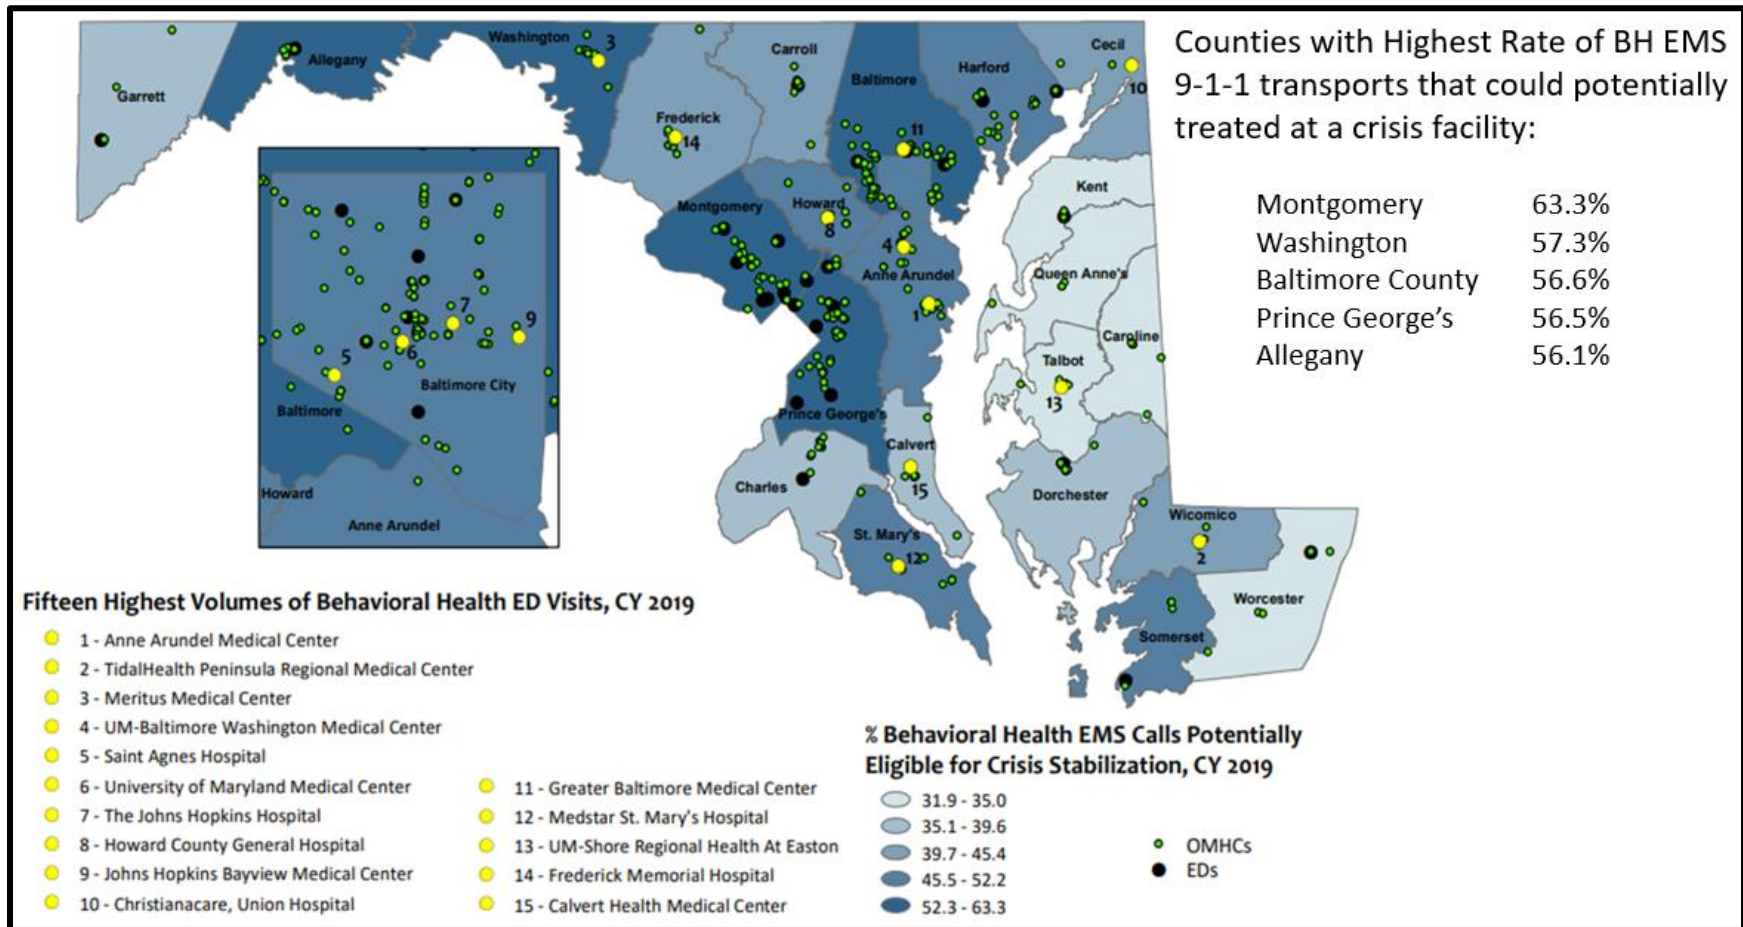 Washington
3
Carroll
Cecil
Allegany
Baltimore
Harford
Garrett
10
Frederick
14
11
Kent
Montgomery
Howard
8
4
Anne Arundel
Queen Anne's
1
7
9
5
6
Baltimore City
Baltimore
Howard
Anne Arundel
Caroline
Talbot
13
Prince George's
Calvert
15
Charles
Dorchester
Wicomico
2
St. Mary's
12
Worcester
Somerset
Counties with Highest Rate of BH EMS
9-1-1 transports that could potentially
treated at a crisis facility:
Montgomery 63.3%
Washington 57.3%
Baltimore County 56.6%
Prince George’s 56.5%
Allegany 56.1%
Fifteen Highest Volumes of Behavioral Health ED Visits, CY 2019
1 - Anne Arundel Medical Center
2 - TidalHealth Peninsula Regional Medical Center
3 - Meritus Medical Center
4 - UM-Baltimore Washington Medical Center
5 - Saint Agnes Hospital
6 - University of Maryland Medical Center
7 - The Johns Hopkins Hospital
8 - Howard County General Hospital
9 - Johns Hopkins Bayview Medical Center
10 - Christianacare, Union Hospital
11 - Greater Baltimore Medical Center
12 - Medstar St. Mary's Hospital
13 - UM-Shore Regional Health At Easton
14 - Frederick Memorial Hospital
15 - Calvert Health Medical Center
% Behavioral Health EMS Calls Potentially
Eligible for Crisis Stabilization, CY 2019
31.9 - 35.0
35.1 - 39.6
39.7 - 45.4
45.5 - 52.2
52.3 - 63.3
OMHCs
EDs